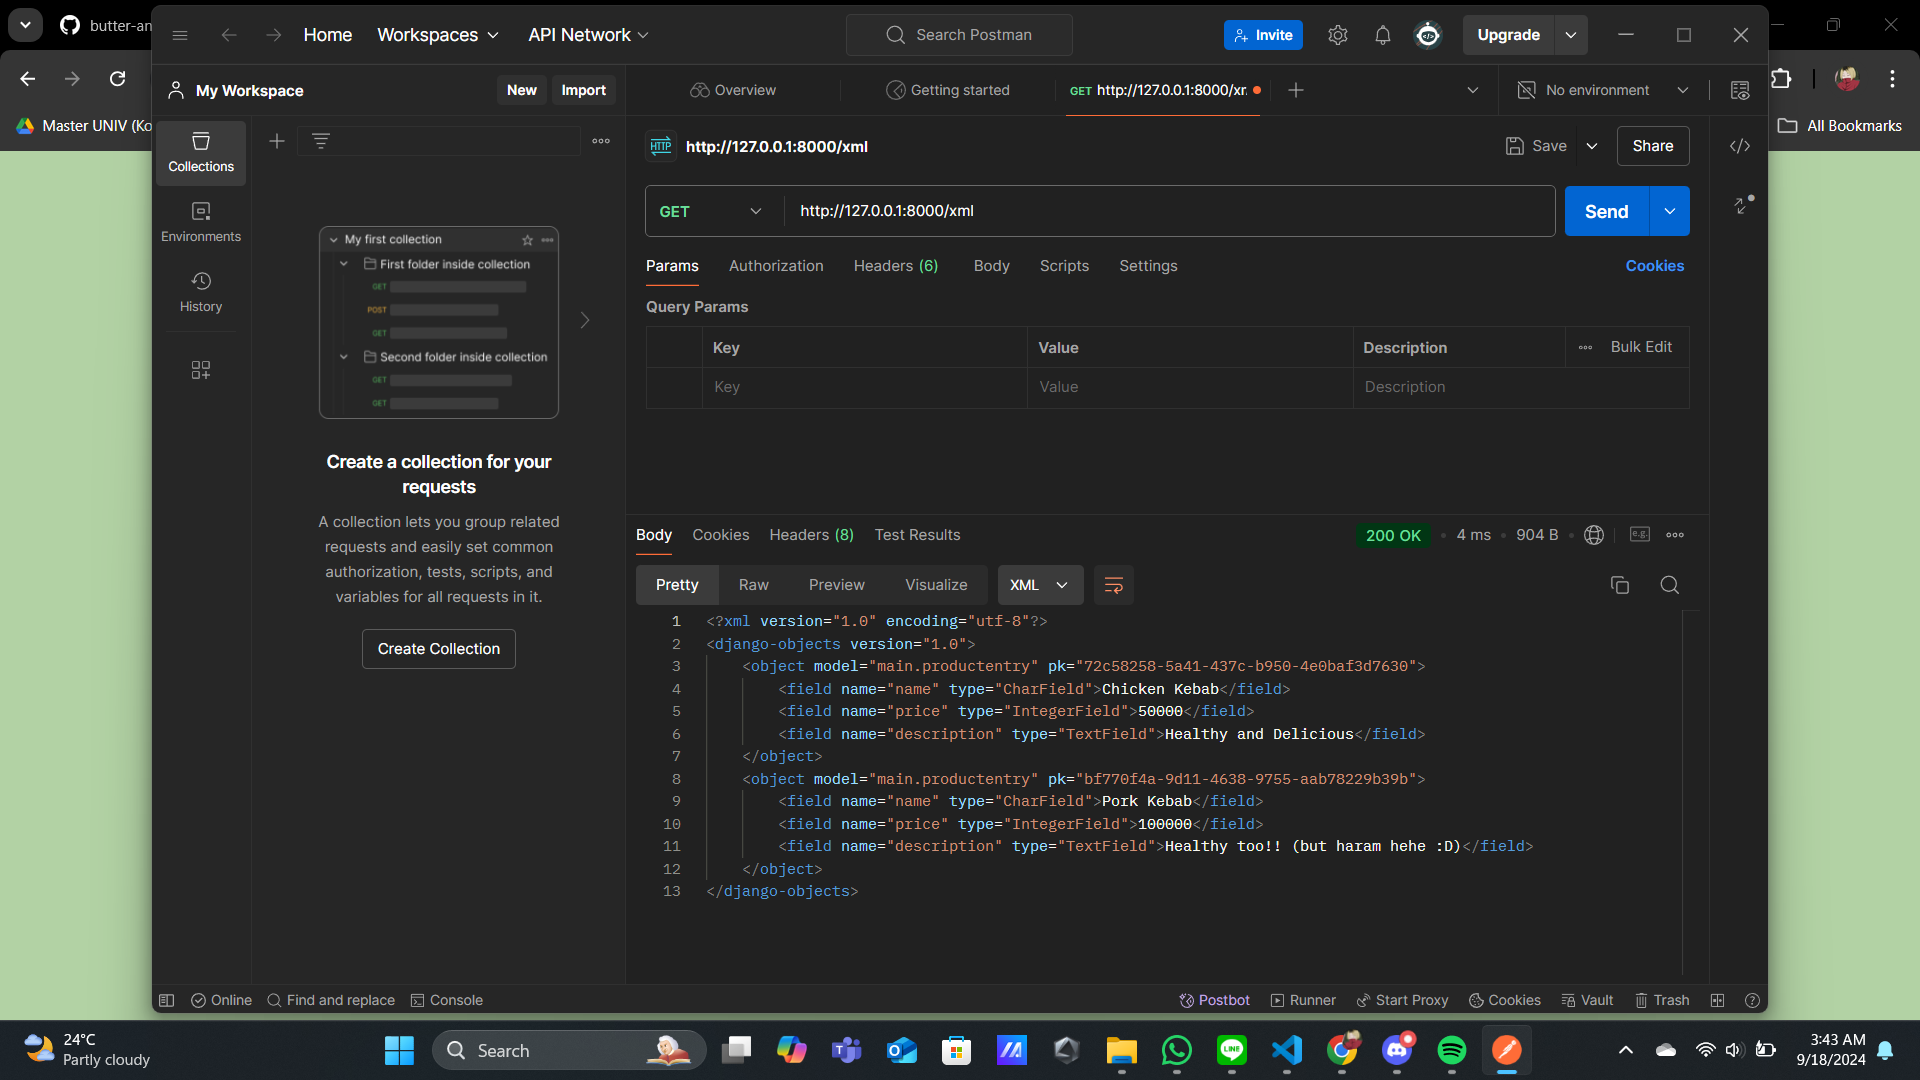 butter-an
Home
Workspaces
API Network
Search Postman
Invite
Upgrade
My Workspace
New
Import
Overview
Getting started
GET http://127.0.0.1:8000/xr
No environment
Master UNIV (Ko
All Bookmarks
Collections
Environments
History
My first collection
First folder inside collection
GET
POST
GET
Second folder inside collection
GET
GET
Create a collection for your
requests
A collection lets you group related
requests and easily set common
authorization, tests, scripts, and
variables for all requests in it.
Create Collection
HTTP http://127.0.0.1:8000/xml
Save
Share
GET
http://127.0.0.1:8000/xml
Send
Params
Authorization
Headers (6)
Body
Scripts
Settings
Cookies
Query Params
Key
Value
Description
Bulk Edit
Key
Value
Description
Body
Cookies
Headers (8)
Test Results
200 OK
4 ms
904 B
e.g.
Pretty
Raw
Preview
Visualize
XML
1 <?xml version="1.0" encoding="utf-8"?>
2 <django-objects version="1.0">
3 <object model="main.productentry" pk="72c58258-5a41-437c-b950-4e0baf3d7630">
4 <field name="name" type="CharField">Chicken Kebab</field>
5 <field name="price" type="IntegerField">50000</field>
6 <field name="description" type="TextField">Healthy and Delicious</field>
7 </object>
8 <object model="main.productentry" pk="bf770f4a-9d11-4638-9755-aab78229b39b">
9 <field name="name" type="CharField">Pork Kebab</field>
10 <field name="price" type="IntegerField">100000</field>
11 <field name="description" type="TextField">Healthy too!! (but haram hehe :D)</field>
12 </object>
13 </django-objects>
Online
Find and replace
Console
Postbot
Runner
Start Proxy
Cookies
Vault
Trash
24°C
Partly cloudy
Search
3:43 AM
9/18/2024